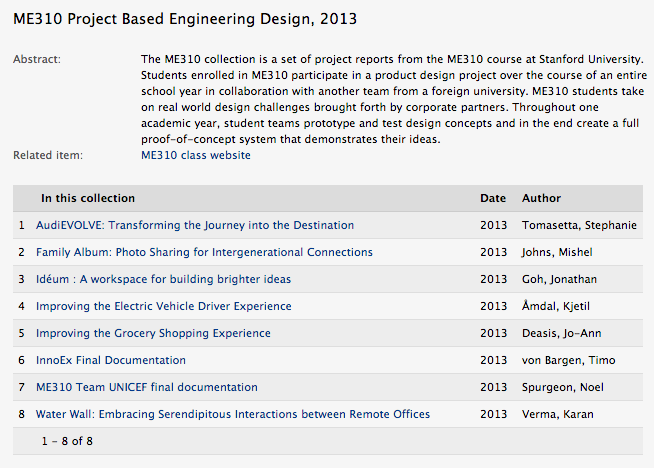 ME310 Project Based Engineering Design, 2013
Abstract: The ME310 collection is a set of project reports from the ME310 course at Stanford University.
Students enrolled in ME310 participate in a product design project over the course of an entire
school year in collaboration with another team from a foreign university. ME310 students take
on real world design challenges brought forth by corporate partners. Throughout one
academic year, student teams prototype and test design concepts and in the end create a full
proof-of-concept system that demonstrates their ideas.
Related item: ME310 class website
In this collection Date Author
1 AudiEVOLVE: Transforming the Journey into the Destination 2013 Tomasetta, Stephanie
2 Family Album: Photo Sharing for Intergenerational Connections 2013 Johns, Mishel
3 Idéum : A workspace for building brighter ideas 2013 Goh, Jonathan
4 Improving the Electric Vehicle Driver Experience 2013 Åmdal, Kjetil
5 Improving the Grocery Shopping Experience 2013 Deasis, Jo-Ann
6 InnoEx Final Documentation 2013 von Bargen, Timo
7 ME310 Team UNICEF final documentation 2013 Spurgeon, Noel
8 Water Wall: Embracing Serendipitous Interactions between Remote Offices 2013 Verma, Karan
1 – 8 of 8